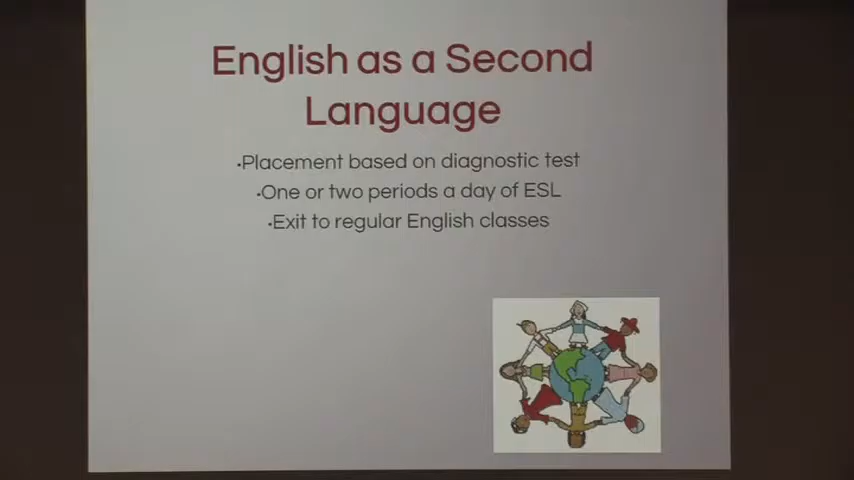 English as a Second
Language
•Placement based on diagnostic test
•One or two periods a day of ESL
•Exit to regular English classes